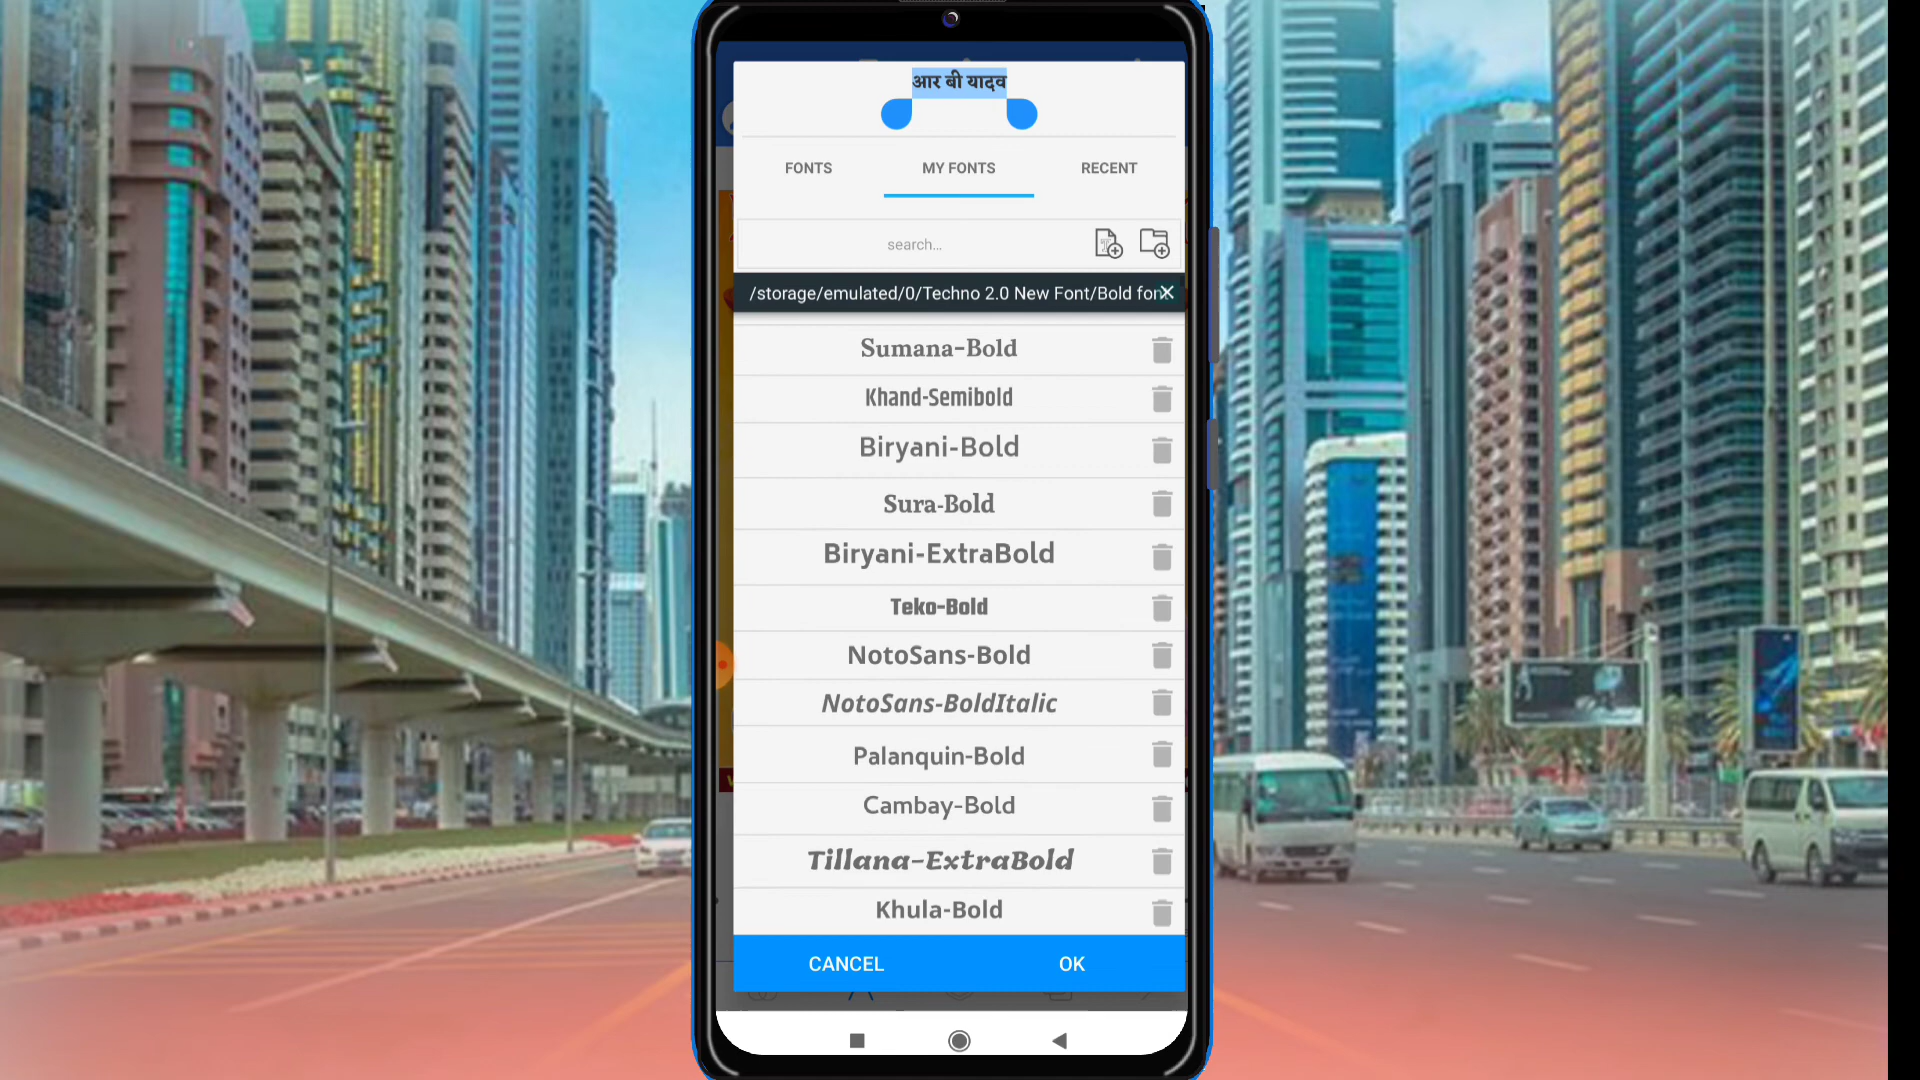 आर बी यादव
FONTS
MY FONTS
RECENT
search...
/storage/emulated/0/Techno 2.0 New Font/Bold fon
Sumana-Bold
Khand-Semibold
Biryani-Bold
Sura-Bold
Biryani-ExtraBold
Teko-Bold
NotoSans-Bold
NotoSans-BoldItalic
Palanquin-Bold
Cambay-Bold
Tillana-ExtraBold
Khula-Bold
CANCEL
OK